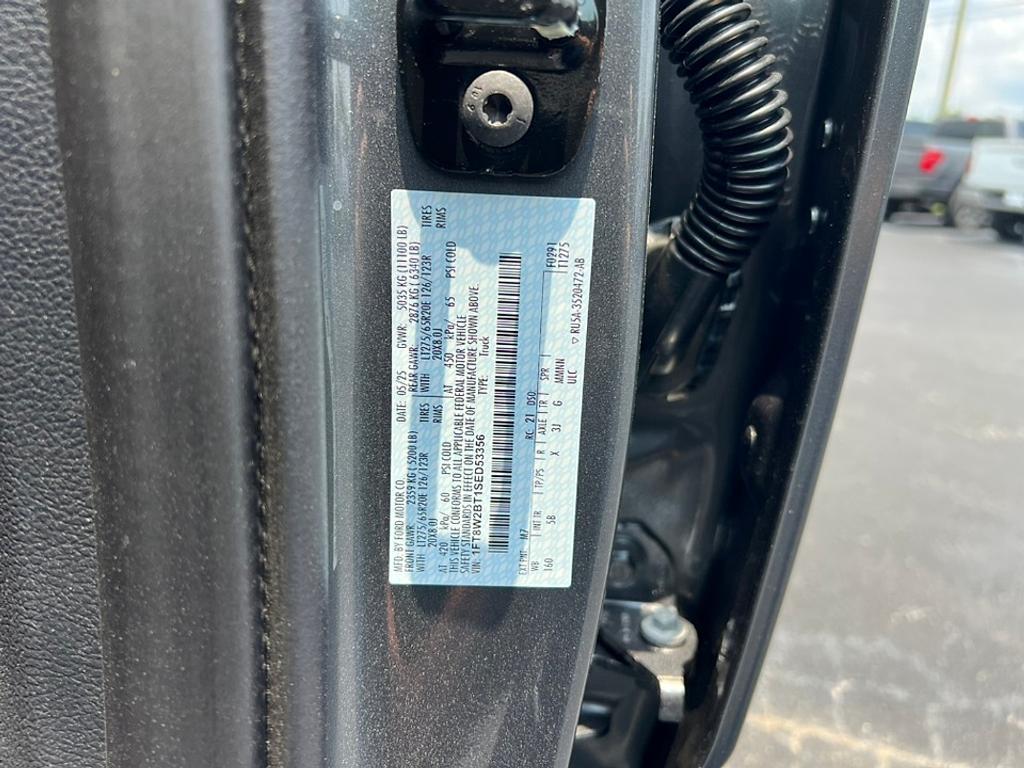 MFD. BY FORD MOTOR CO.
DATE: 05/25 GVWR: 5035 KG (11100 LB)
FRONT GAWR: 2359 KG (5200 LB)
REAR GAWR: 2876 KG (6340 LB)
WITH LT275/65R20E 126/123R TIRES
WITH LT275/65R20E 126/123R TIRES
20X8.0J RIMS
20X8.0J RIMS
AT 420 kPa/ 60 PSI COLD
AT 450 kPa/ 65 PSI COLD
THIS VEHICLE CONFORMS TO ALL APPLICABLE FEDERAL MOTOR VEHICLE
SAFETY STANDARDS IN EFFECT ON THE DATE OF MANUFACTURE SHOWN ABOVE.
VIN: 1FT8W2BT1SED53356 TYPE: Truck
F0291
T1275
EXT PNT: M7 RC: 21 DSO:
WB INT TR TP/PS R AXLE TR SPR
160 5B X 3J G MMNNN
ULC
▽ RU5A-3520472-AB
10.9